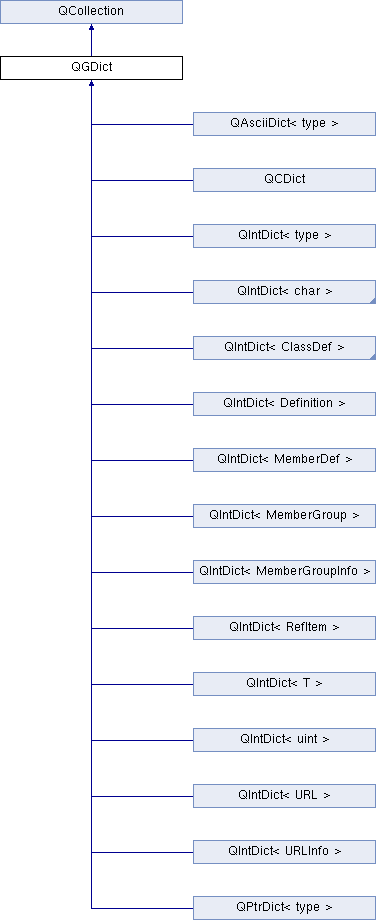 QCollection
QGDict
QAsciiDict< type >
QCDict
QIntDict< type >
QIntDict< char >
QIntDict< ClassDef >
QIntDict< Definition >
QIntDict< MemberDef >
QIntDict< MemberGroup >
QIntDict< MemberGroupInfo >
QIntDict< RefItem >
QIntDict< T >
QIntDict< uint >
QIntDict< URL >
QIntDict< URLInfo >
QPtrDict< type >